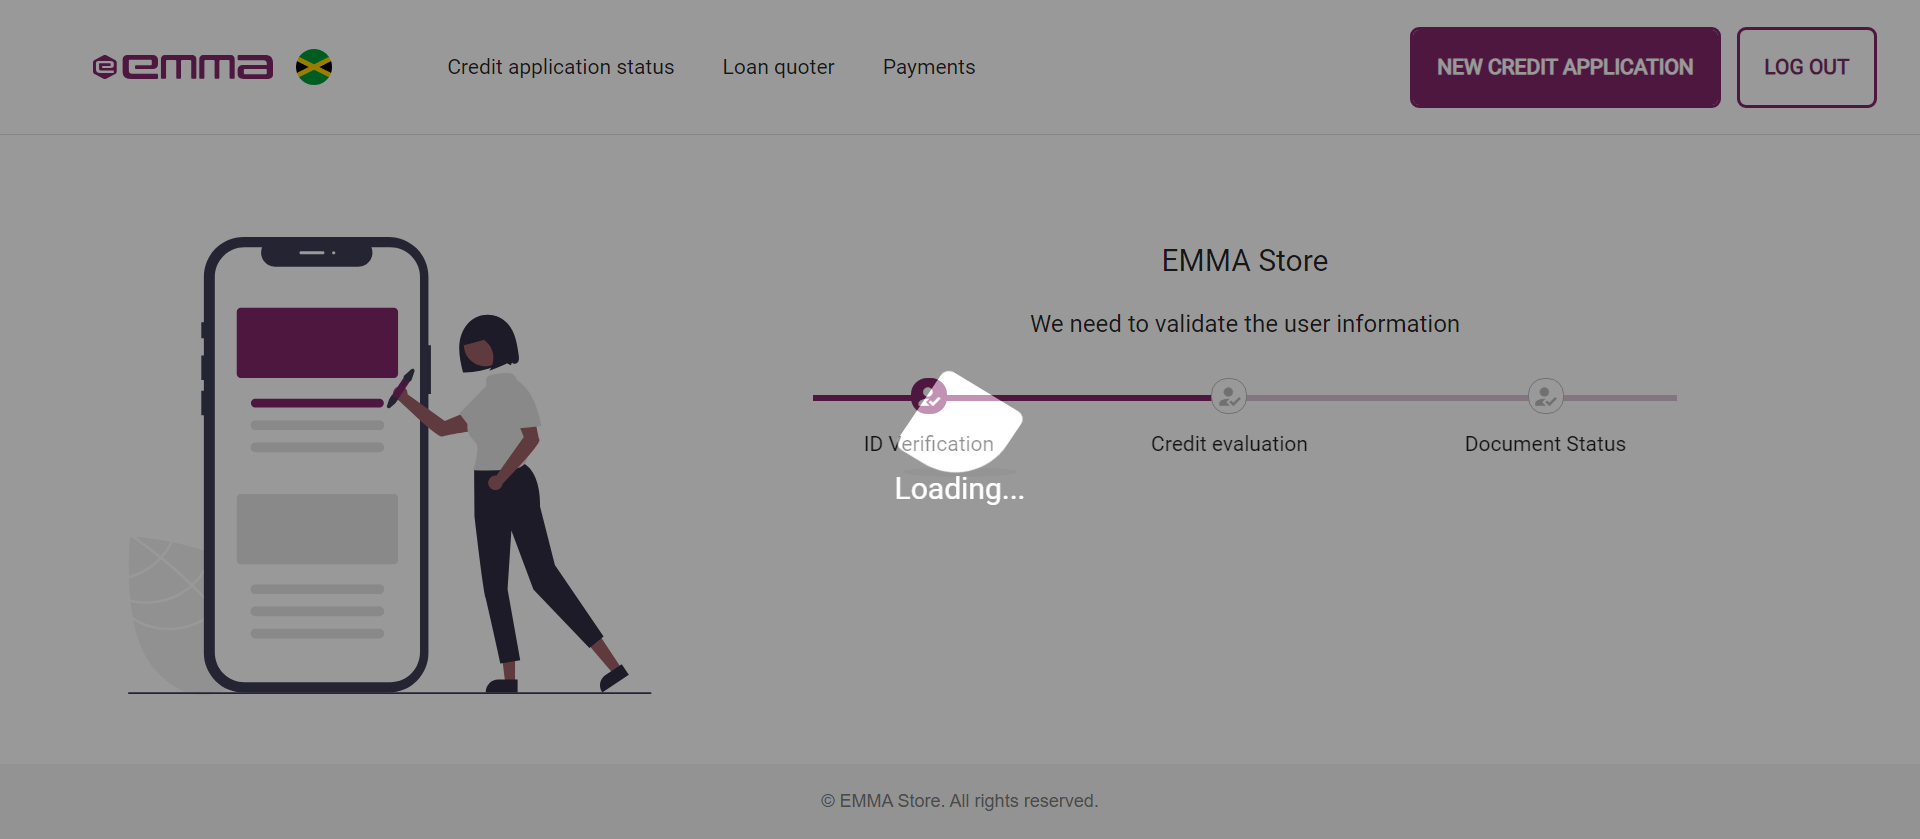 emma
Credit application status
Loan quoter
Payments
NEW CREDIT APPLICATION
LOG OUT
EMMA Store
We need to validate the user information
ID Verification
Credit evaluation
Document Status
Loading...
© EMMA Store. All rights reserved.